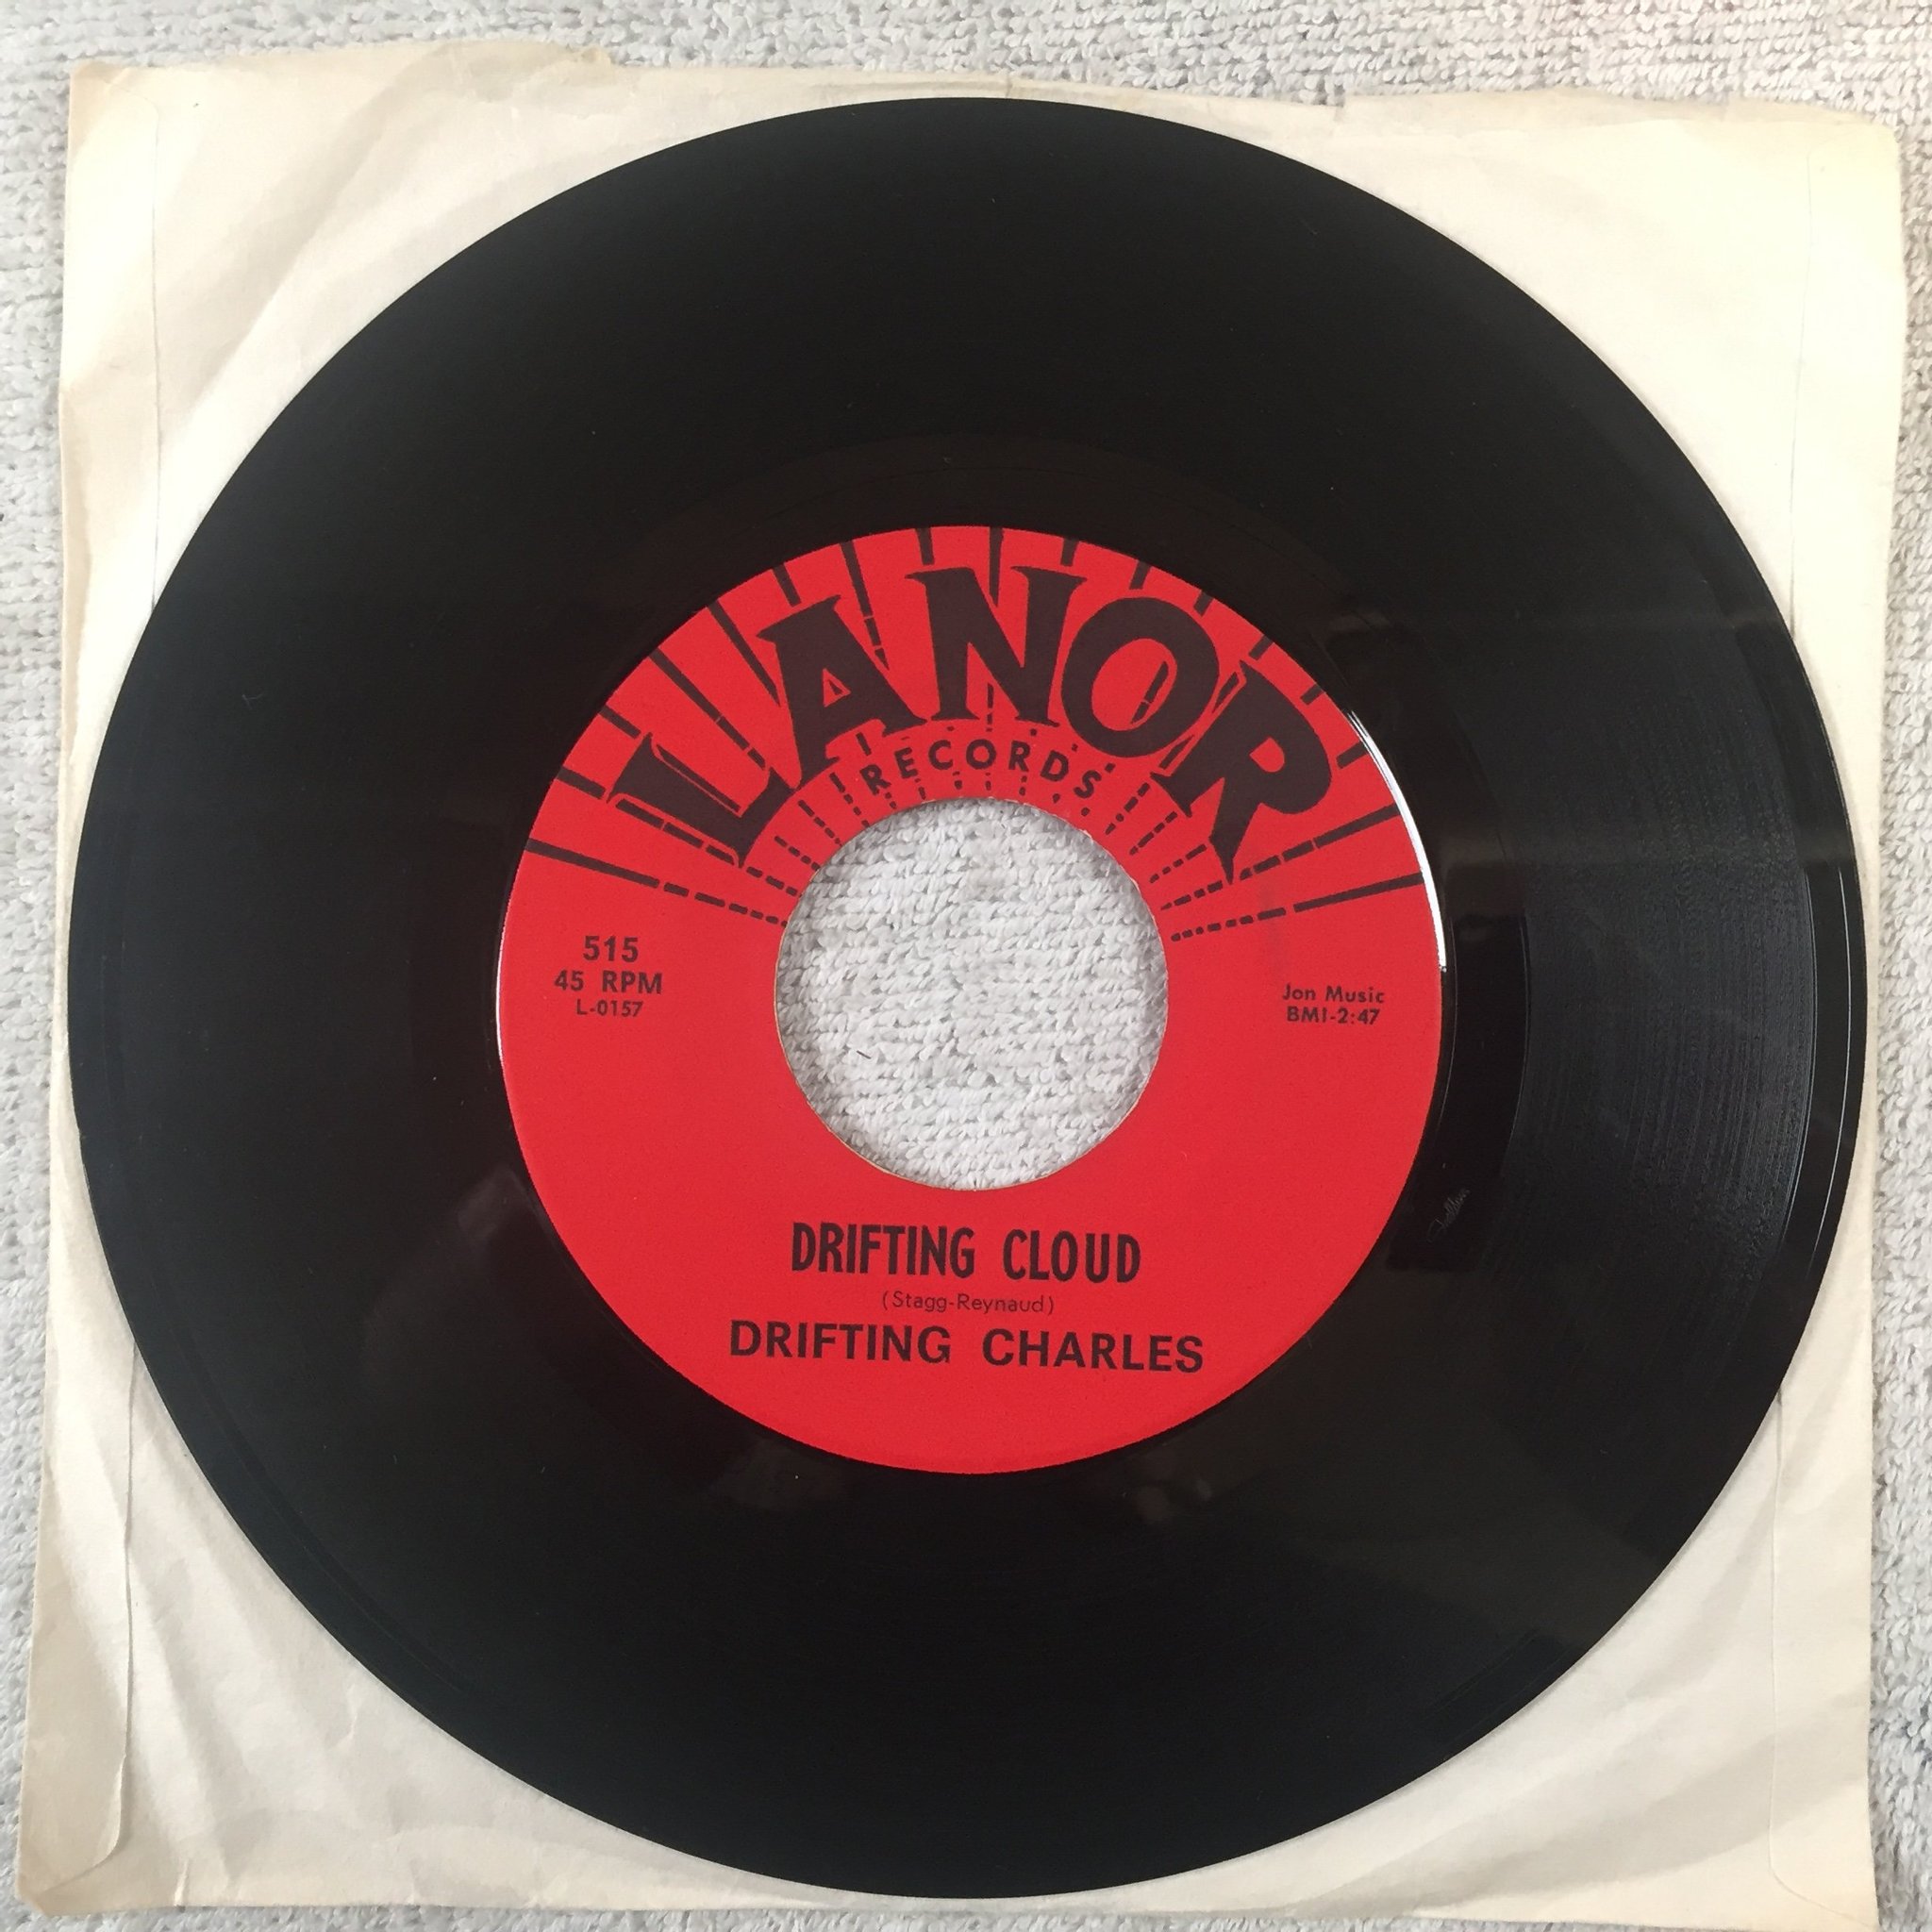 LANOR
RECORDS
515
45 RPM
L-0157
Jon Music
BMI-2:47
DRIFTING CLOUD
(Stagg-Reynaud)
DRIFTING CHARLES